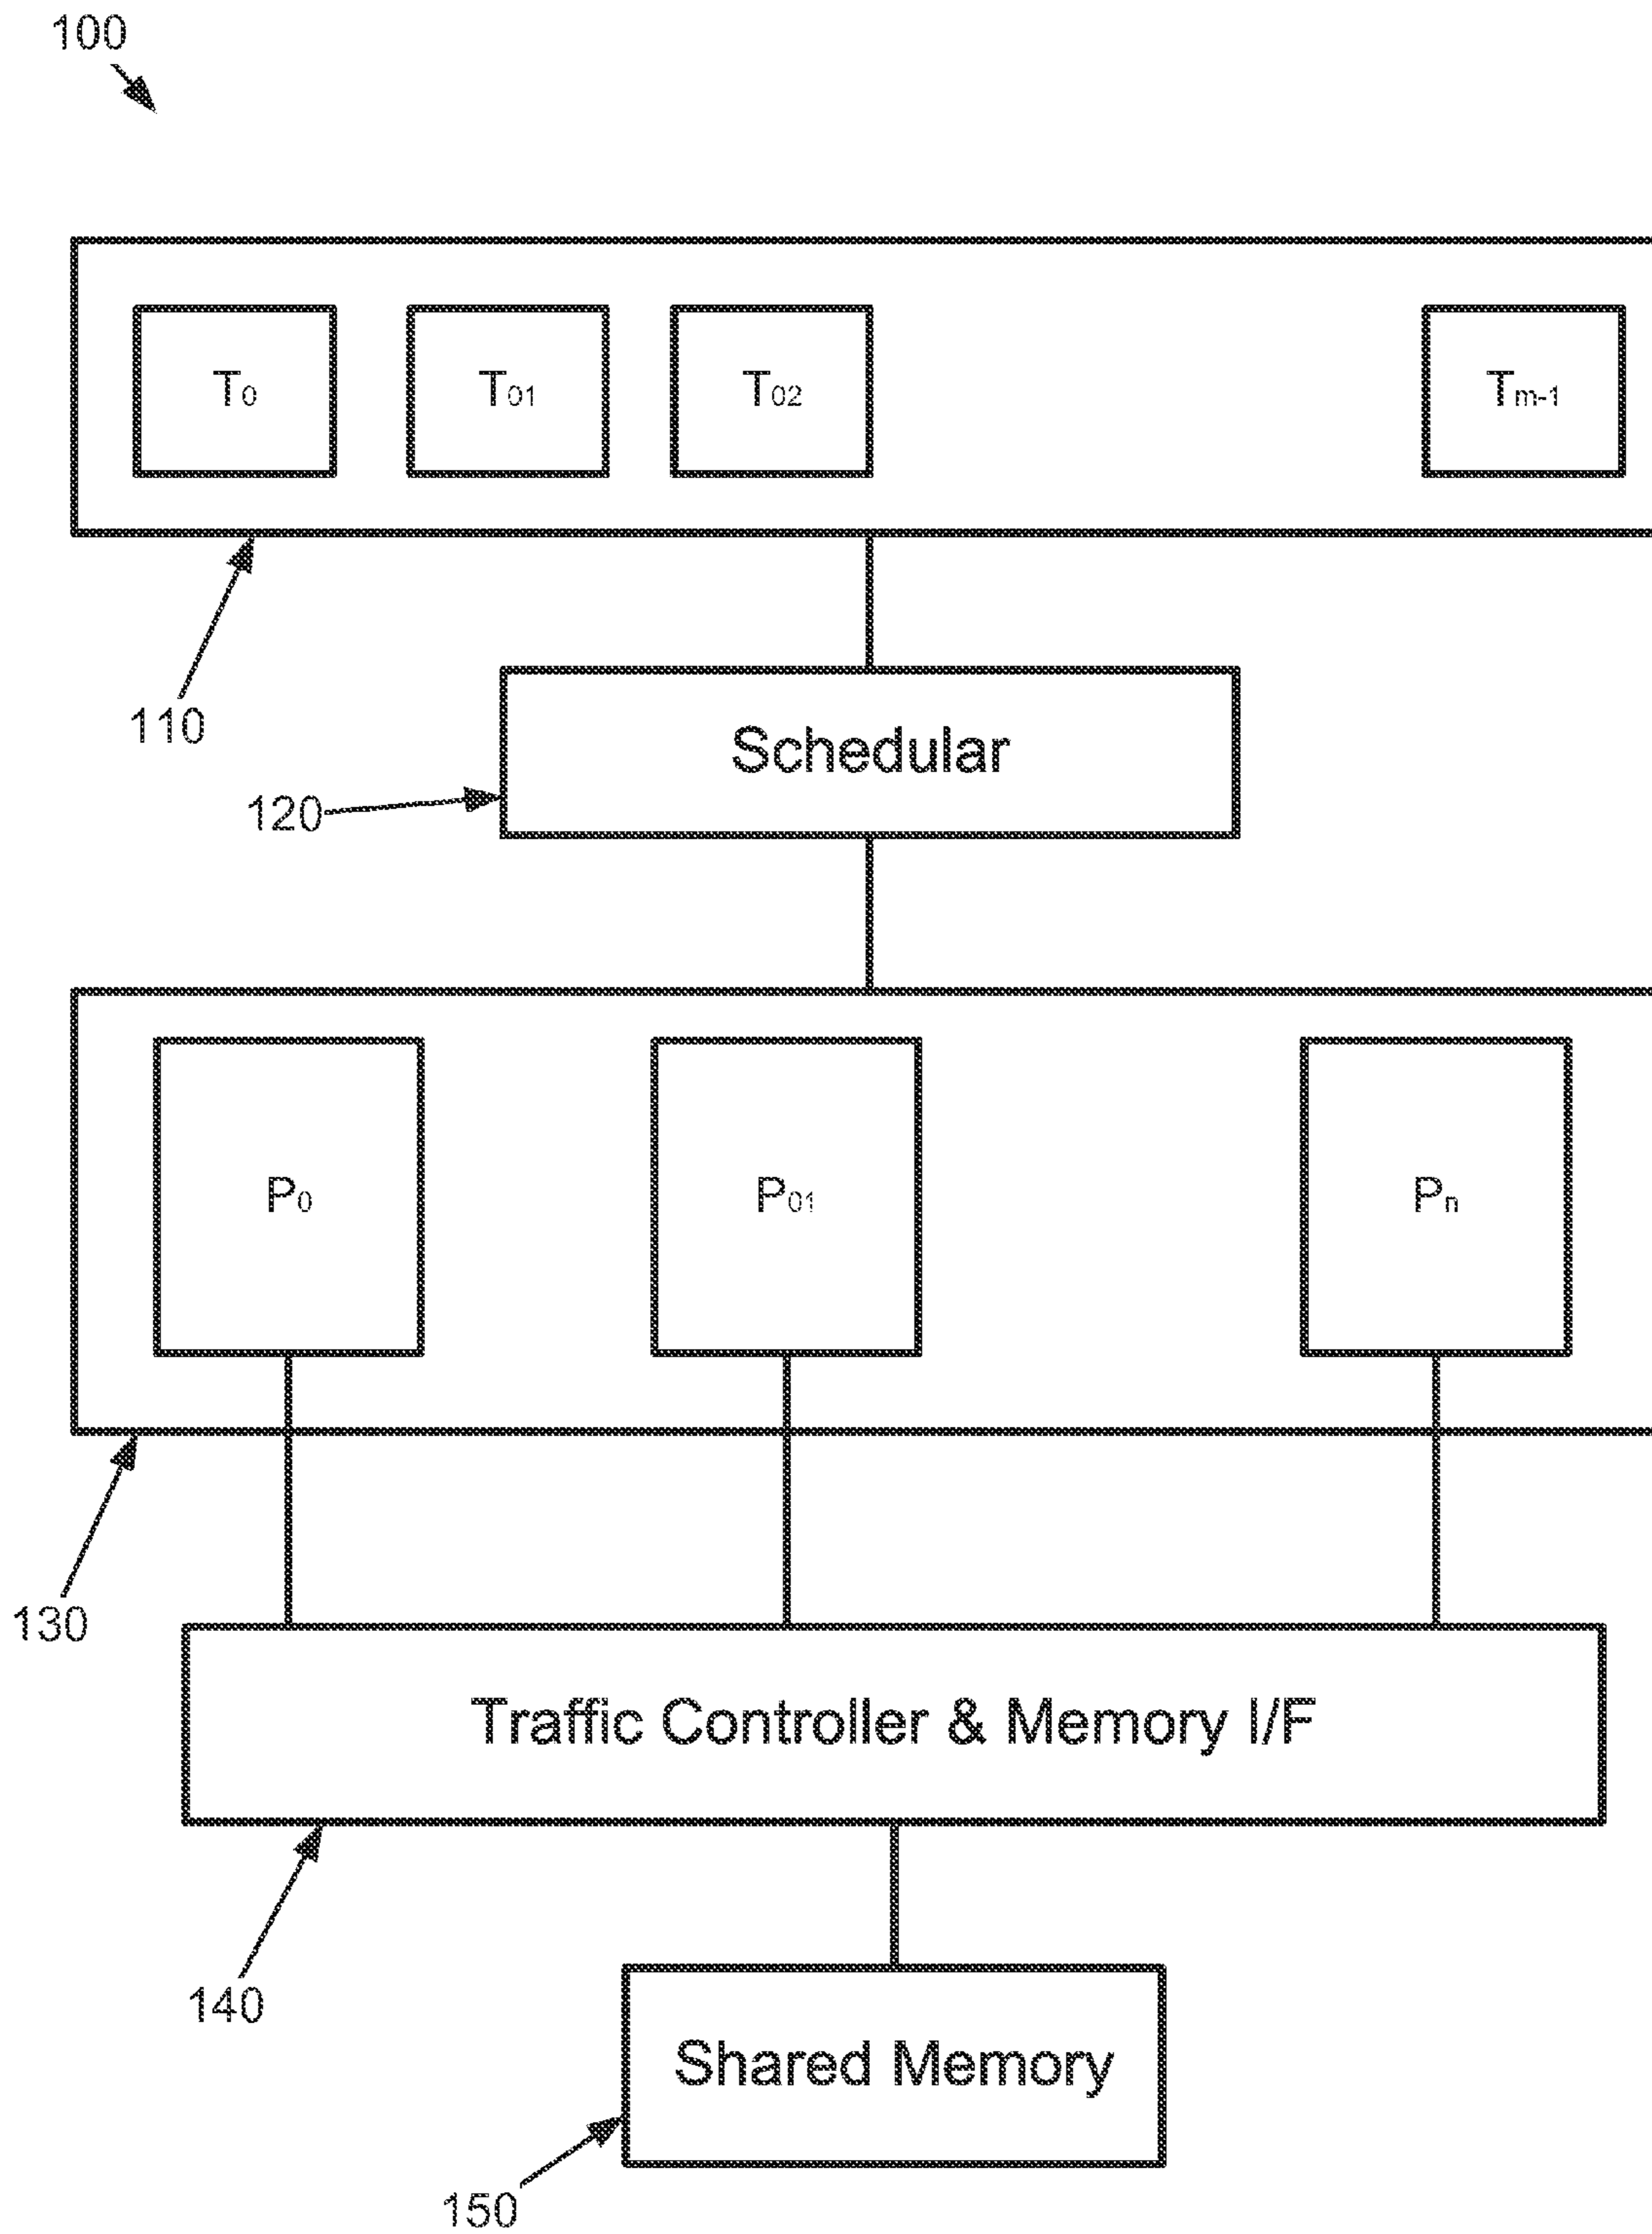 100
T0 T01 T02 Tm-1
110
Schedular
120
P0 P01 Pn
130
Traffic Controller & Memory I/F
140
Shared Memory
150